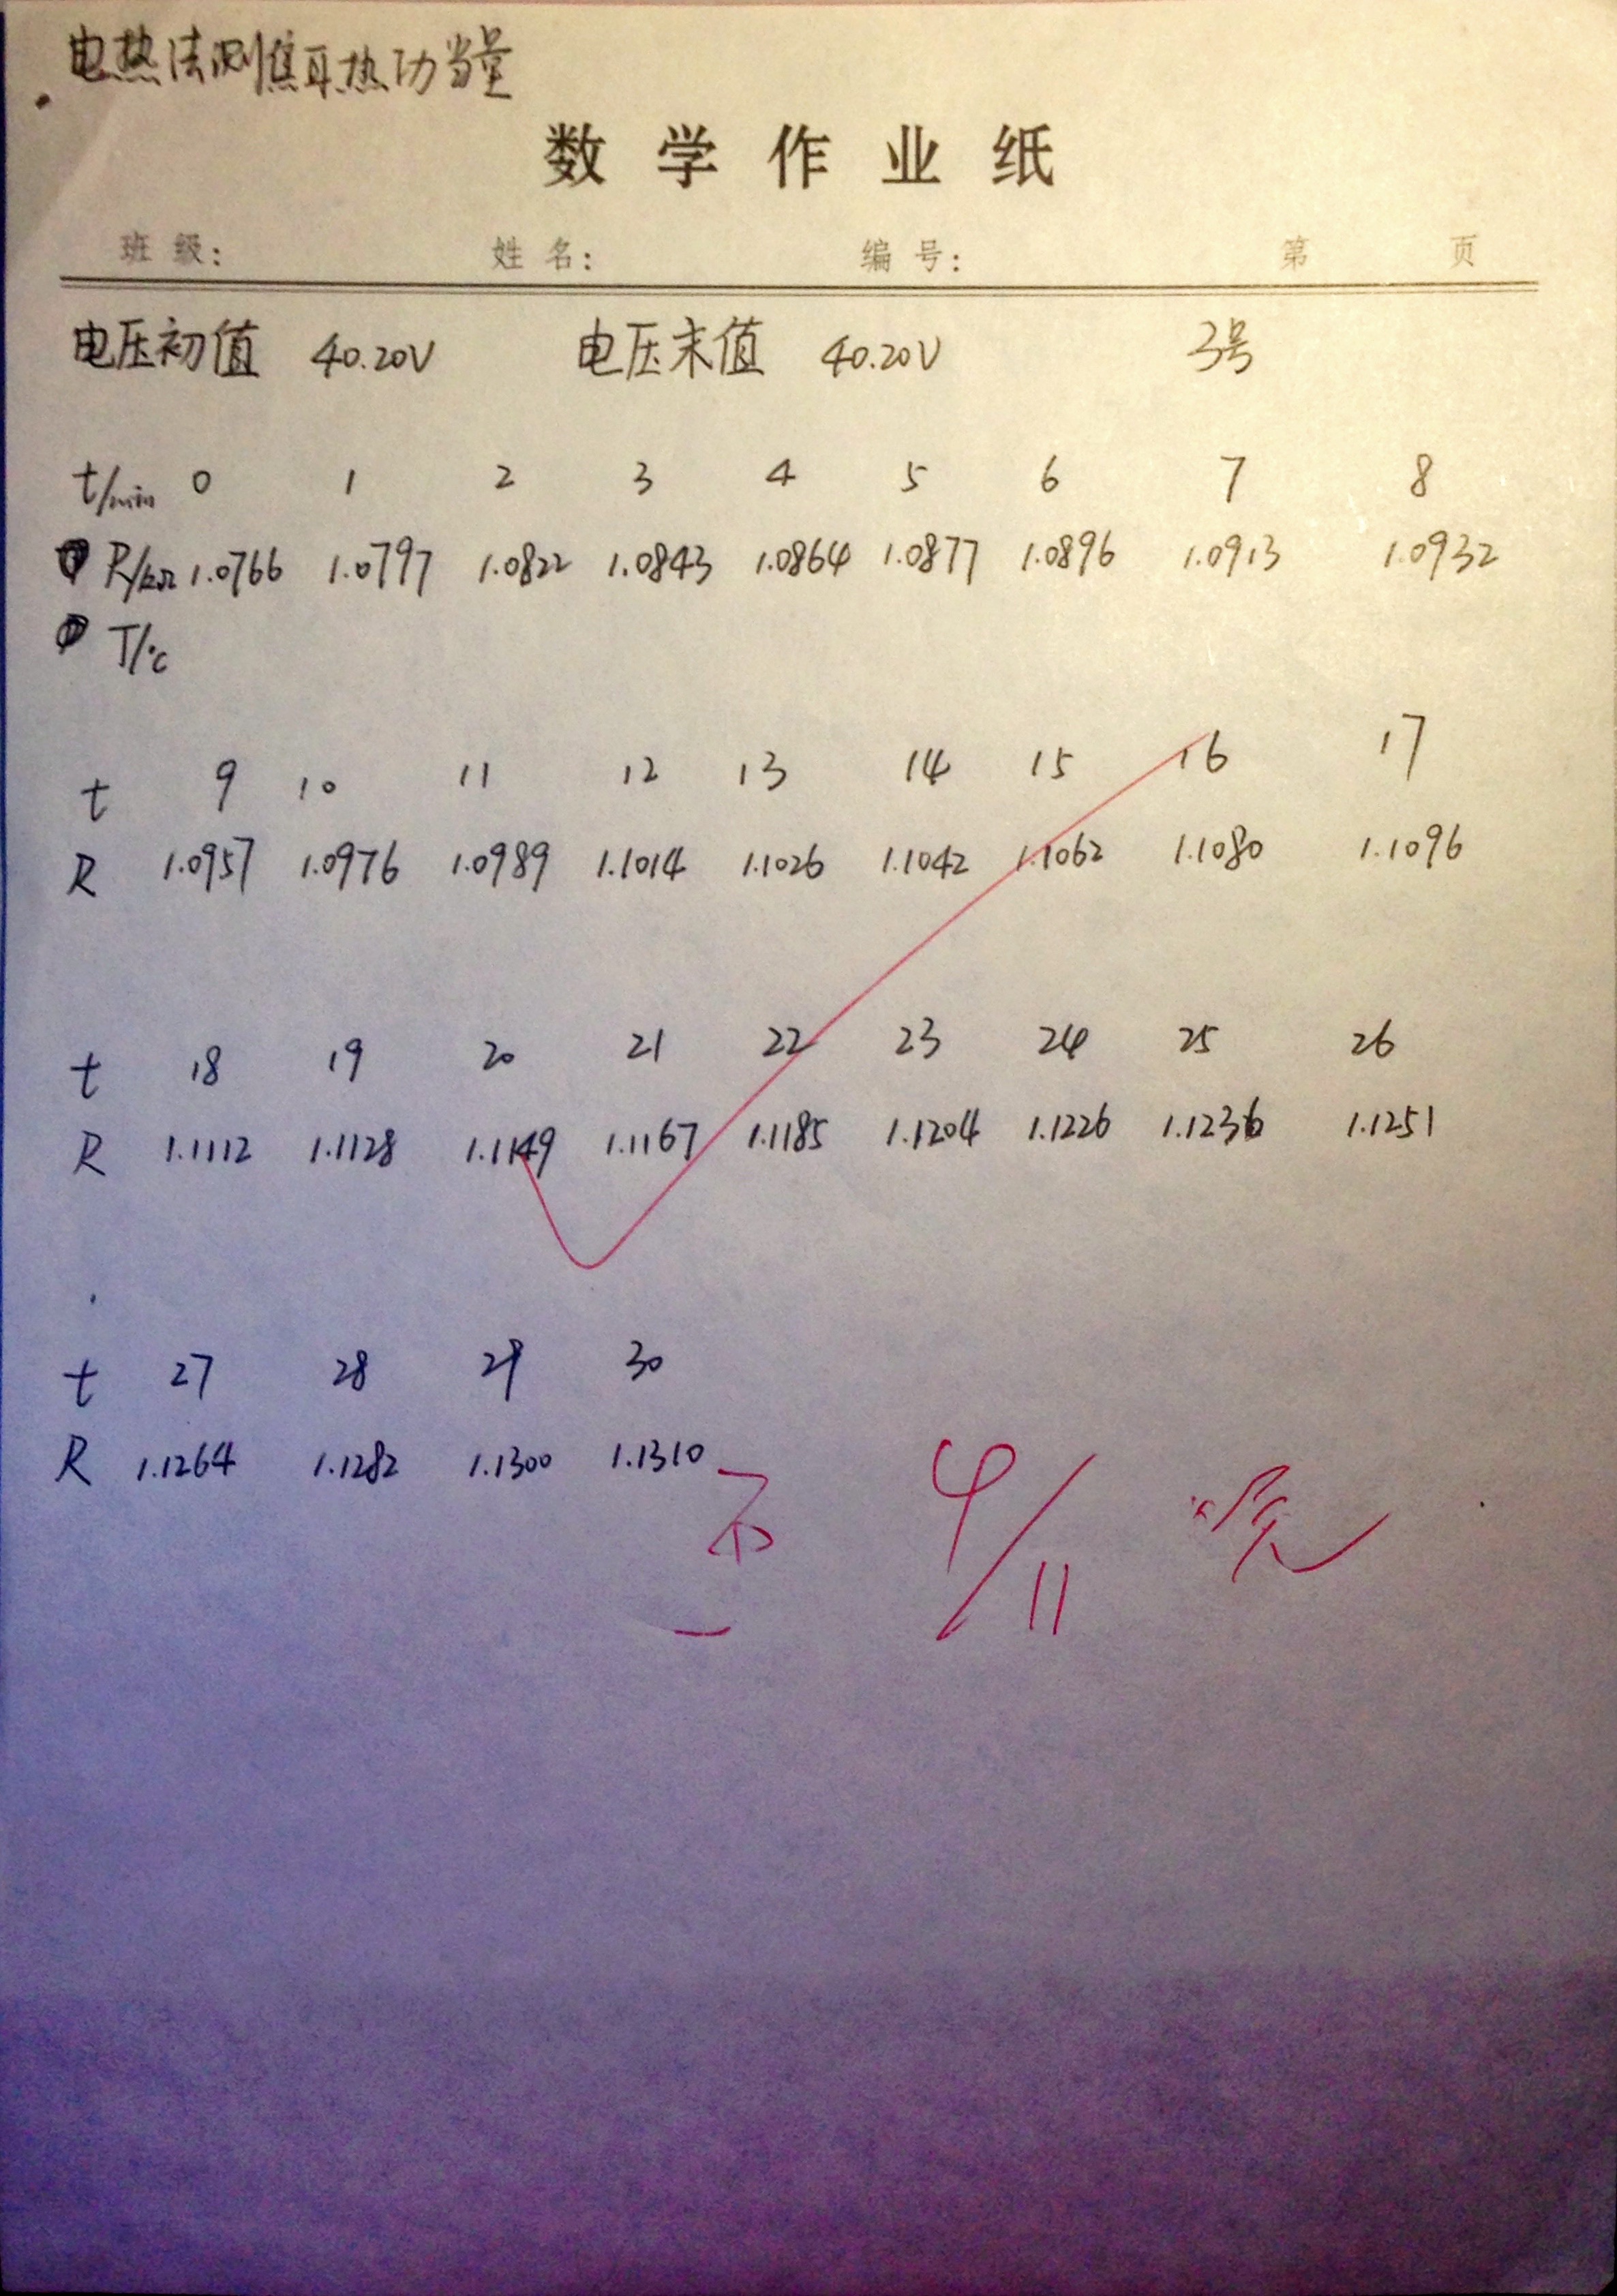 电热法测焦耳热功当量
数学作业纸
班级: 姓名: 编号: 第 页
电压初值 40.20V 电压末值 40.20V 3号
t/min 0 1 2 3 4 5 6 7 8
R/kΩ 1.0766 1.0797 1.0822 1.0843 1.0864 1.0877 1.0896 1.0913 1.0932
T/℃
t 9 10 11 12 13 14 15 16 17
R 1.0957 1.0976 1.0989 1.1014 1.1026 1.1042 1.1062 1.1080 1.1096
t 18 19 20 21 22 23 24 25 26
R 1.1112 1.1128 1.1149 1.1167 1.1185 1.1204 1.1226 1.1236 1.1251
t 27 28 29 30
R 1.1264 1.1282 1.1300 1.1310